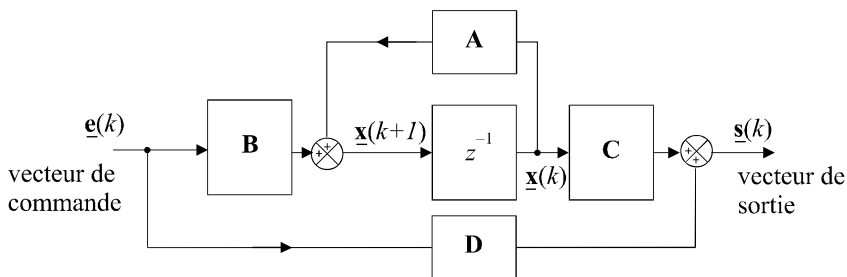 A
e(k)
B
x(k+1)
z⁻¹
C
s(k)
x(k)
vecteur de
commande
vecteur de
sortie
D
+
+
+
+